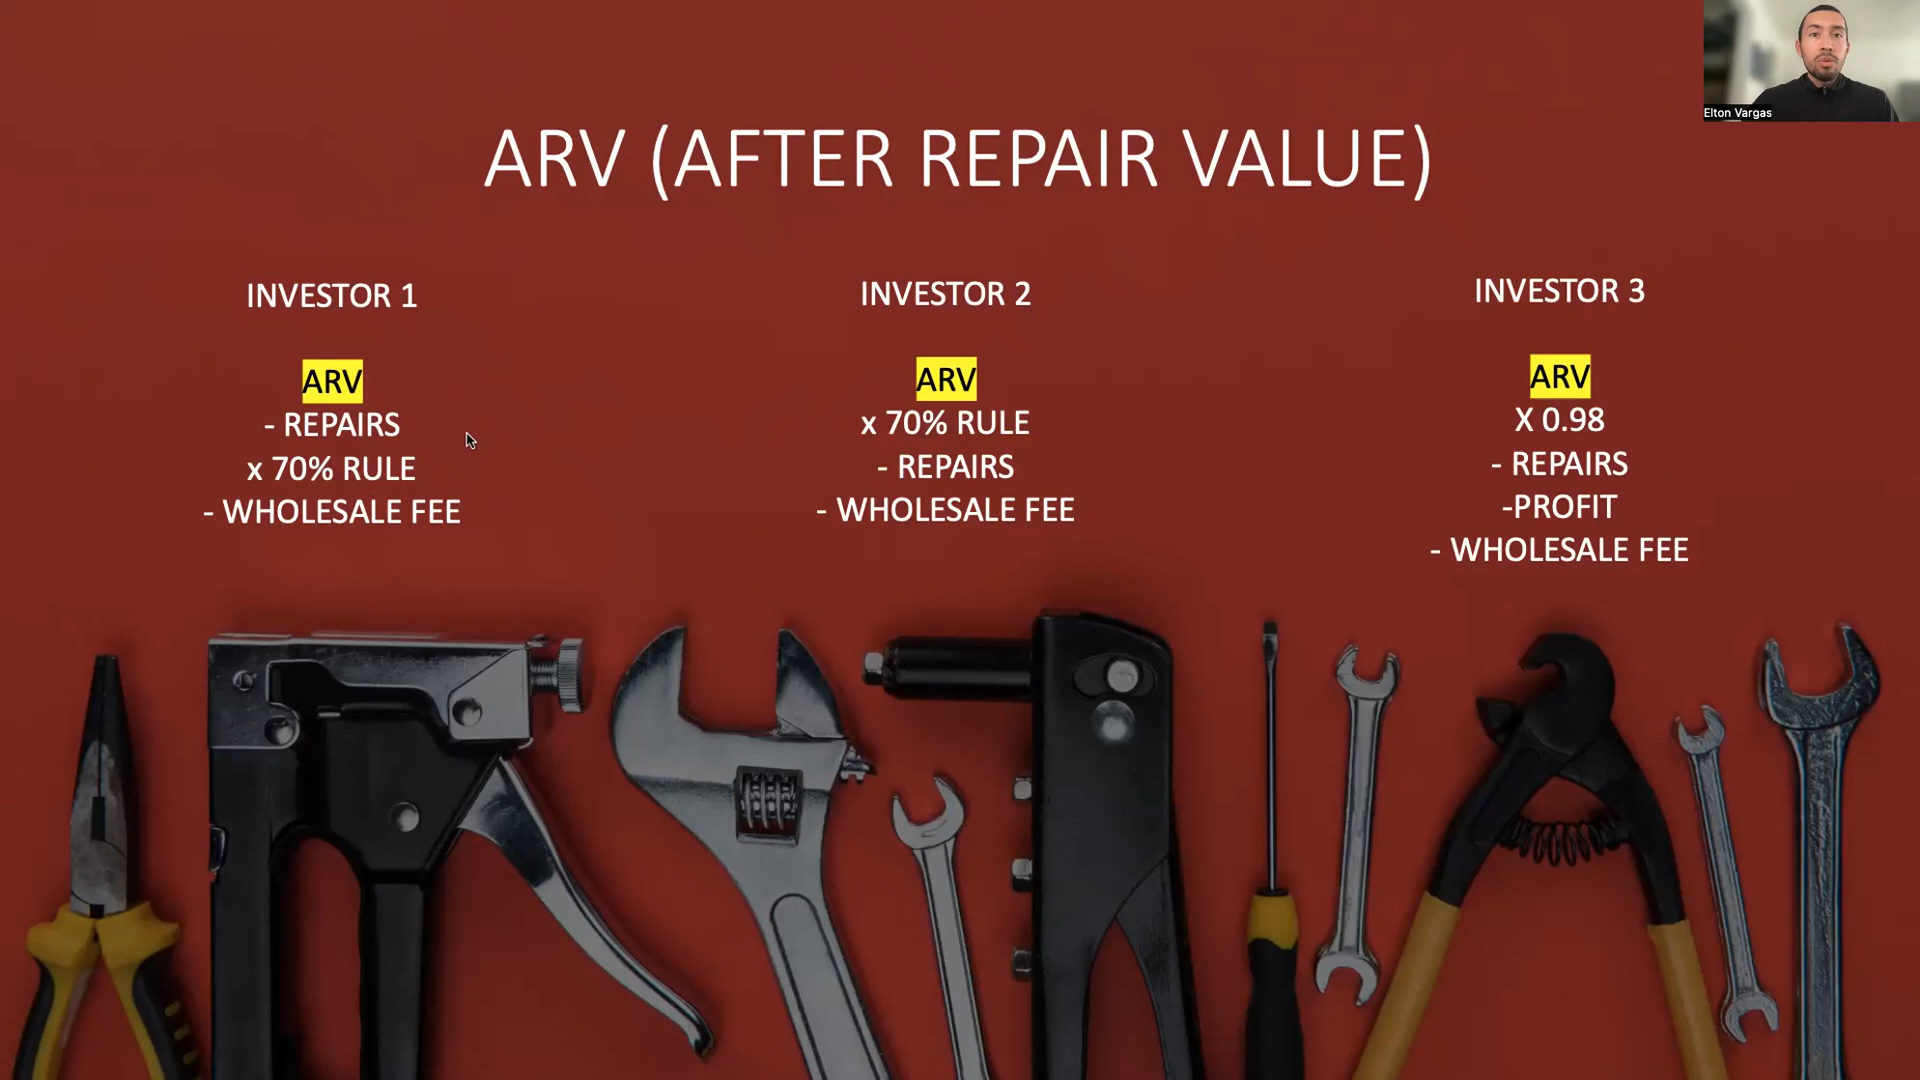 Elton Vargas
ARV (AFTER REPAIR VALUE)
INVESTOR 1
ARV
- REPAIRS
x 70% RULE
- WHOLESALE FEE
INVESTOR 2
ARV
x 70% RULE
- REPAIRS
- WHOLESALE FEE
INVESTOR 3
ARV
X 0.98
- REPAIRS
-PROFIT
- WHOLESALE FEE